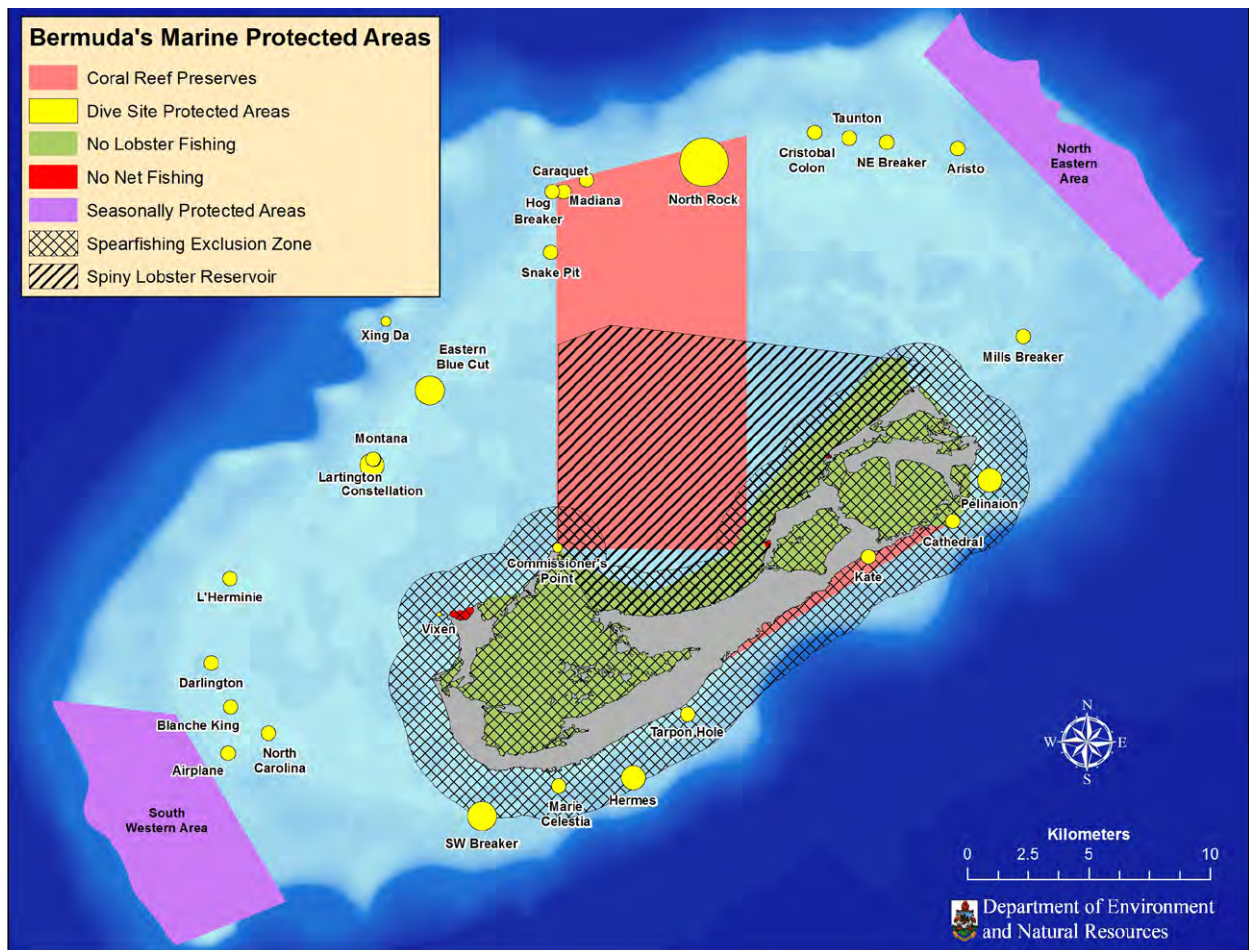 Bermuda's Marine Protected Areas
Coral Reef Preserves
Dive Site Protected Areas
No Lobster Fishing
No Net Fishing
Seasonally Protected Areas
Spearfishing Exclusion Zone
Spiny Lobster Reservoir
North
Eastern
Area
Taunton
Cristobal
Colon
NE Breaker
Aristo
Caraquet
Madiana
Hog
Breaker
North Rock
Snake Pit
Xing Da
Eastern
Blue Cut
Mills Breaker
Montana
Lartington
Constellation
Pelinaion
Cathedral
Commissioner's
Point
Kate
L'Herminie
Vixen
Darlington
Blanche King
Airplane
North
Carolina
Tarpon Hole
South
Western Area
Marie
Celestia
Hermes
SW Breaker
N
W
E
S
Kilometers
0
2.5
5
10
Department of Environment
and Natural Resources